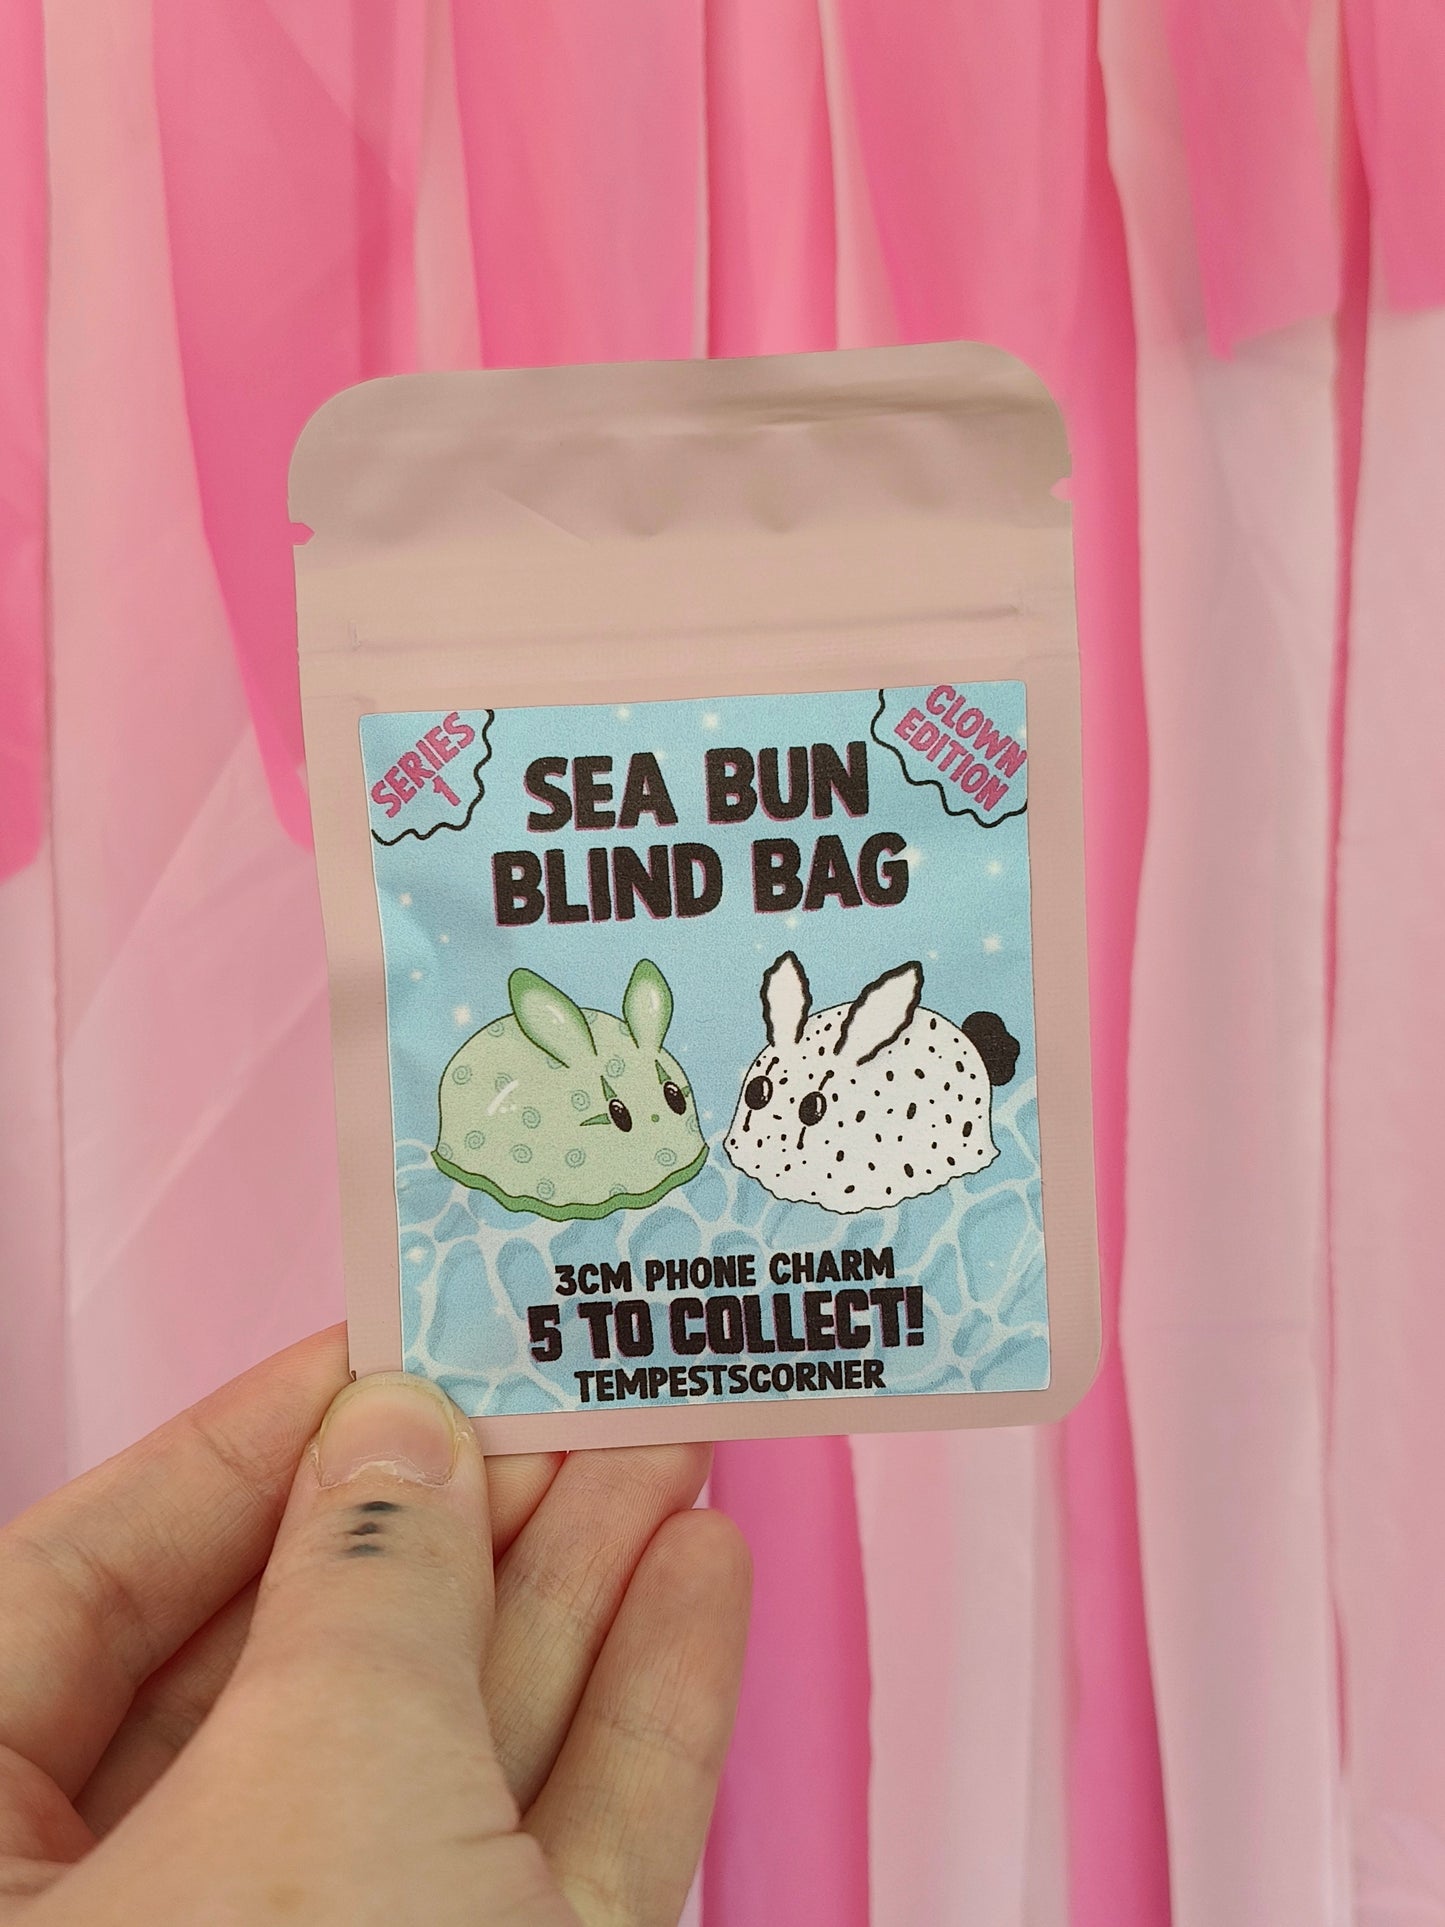 SERIES
1
CLOWN
EDITION
SEA BUN
BLIND BAG
3CM PHONE CHARM
5 TO COLLECT!
TEMPESTSCORNER